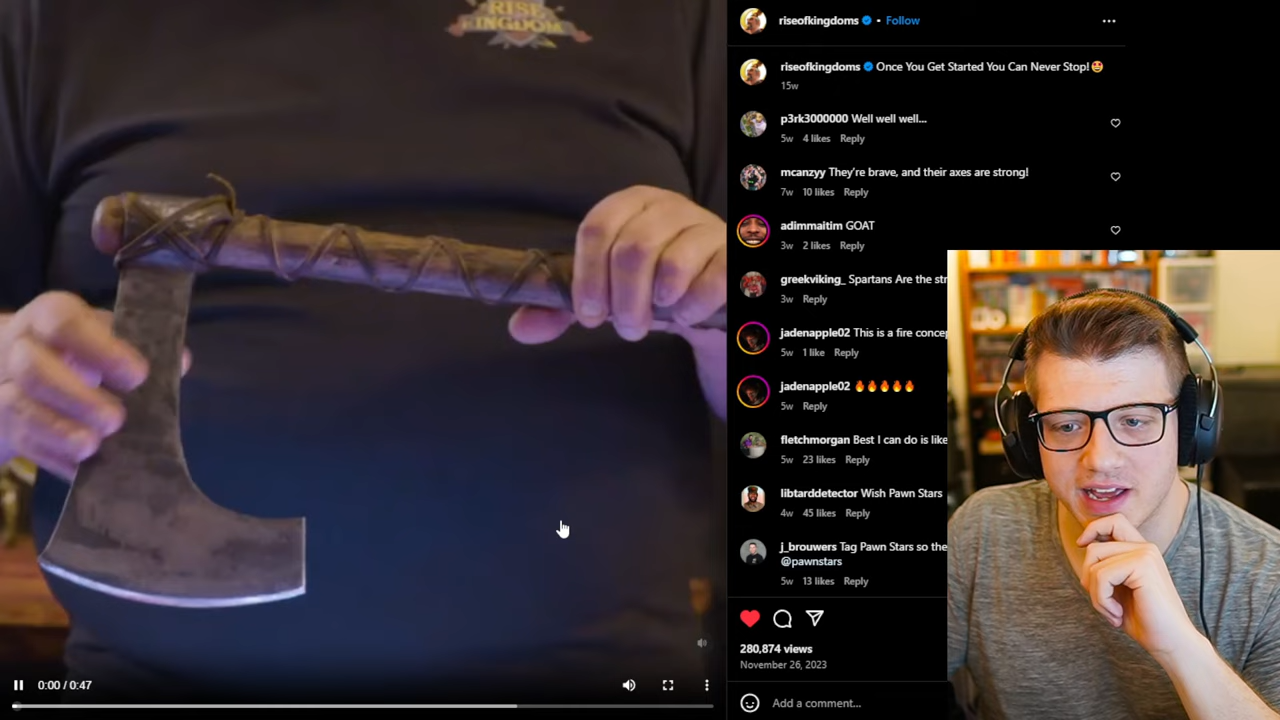 RISE
KINGDOM
riseofkingdoms • Follow
riseofkingdoms Once You Get Started You Can Never Stop!😍
15w
p3rk3000000 Well well well...
5w 4 likes Reply
mcanzyy They're brave, and their axes are strong!
7w 10 likes Reply
adimmaitim GOAT
3w 2 likes Reply
greekviking_ Spartans Are the str
3w Reply
jadenapple02 This is a fire concep
5w 1 like Reply
jadenapple02 🔥🔥🔥🔥🔥
5w Reply
fletchmorgan Best I can do is like
5w 23 likes Reply
libtarddetector Wish Pawn Stars
4w 45 likes Reply
j_brouwers Tag Pawn Stars so the
@pawnstars
5w 13 likes Reply
280,874 views
November 26, 2023
0:00 / 0:47
Add a comment...